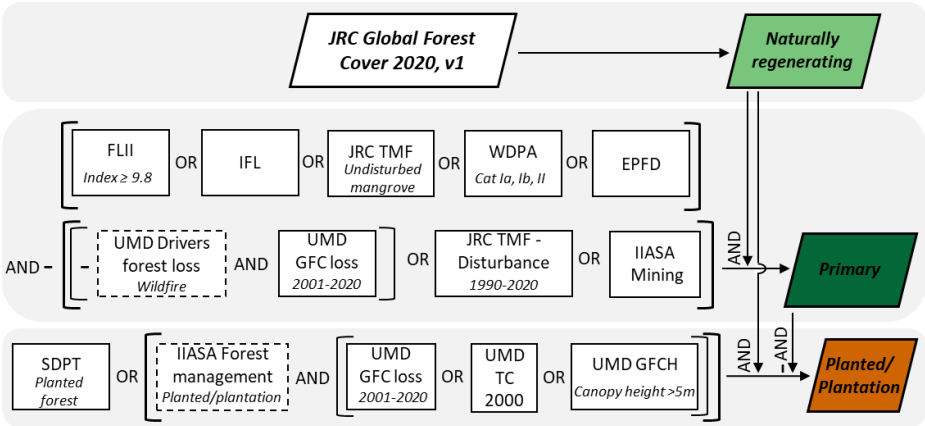 JRC Global Forest
Cover 2020, v1
Naturally
regenerating
FLII
Index ≥ 9.8
OR
IFL
OR
JRC TMF
Undisturbed
mangrove
OR
WDPA
Cat Ia, Ib, II
OR
EPFD
AND -
-
UMD Drivers
forest loss
Wildfire
AND
UMD
GFC loss
2001-2020
OR
JRC TMF -
Disturbance
1990-2020
OR
IIASA
Mining
AND
Primary
SDPT
Planted
forest
OR
IIASA Forest
management
Planted/plantation
AND
UMD
GFC loss
2001-2020
OR
UMD
TC
2000
OR
UMD GFCH
Canopy height >5m
AND
- AND
Planted/
Plantation